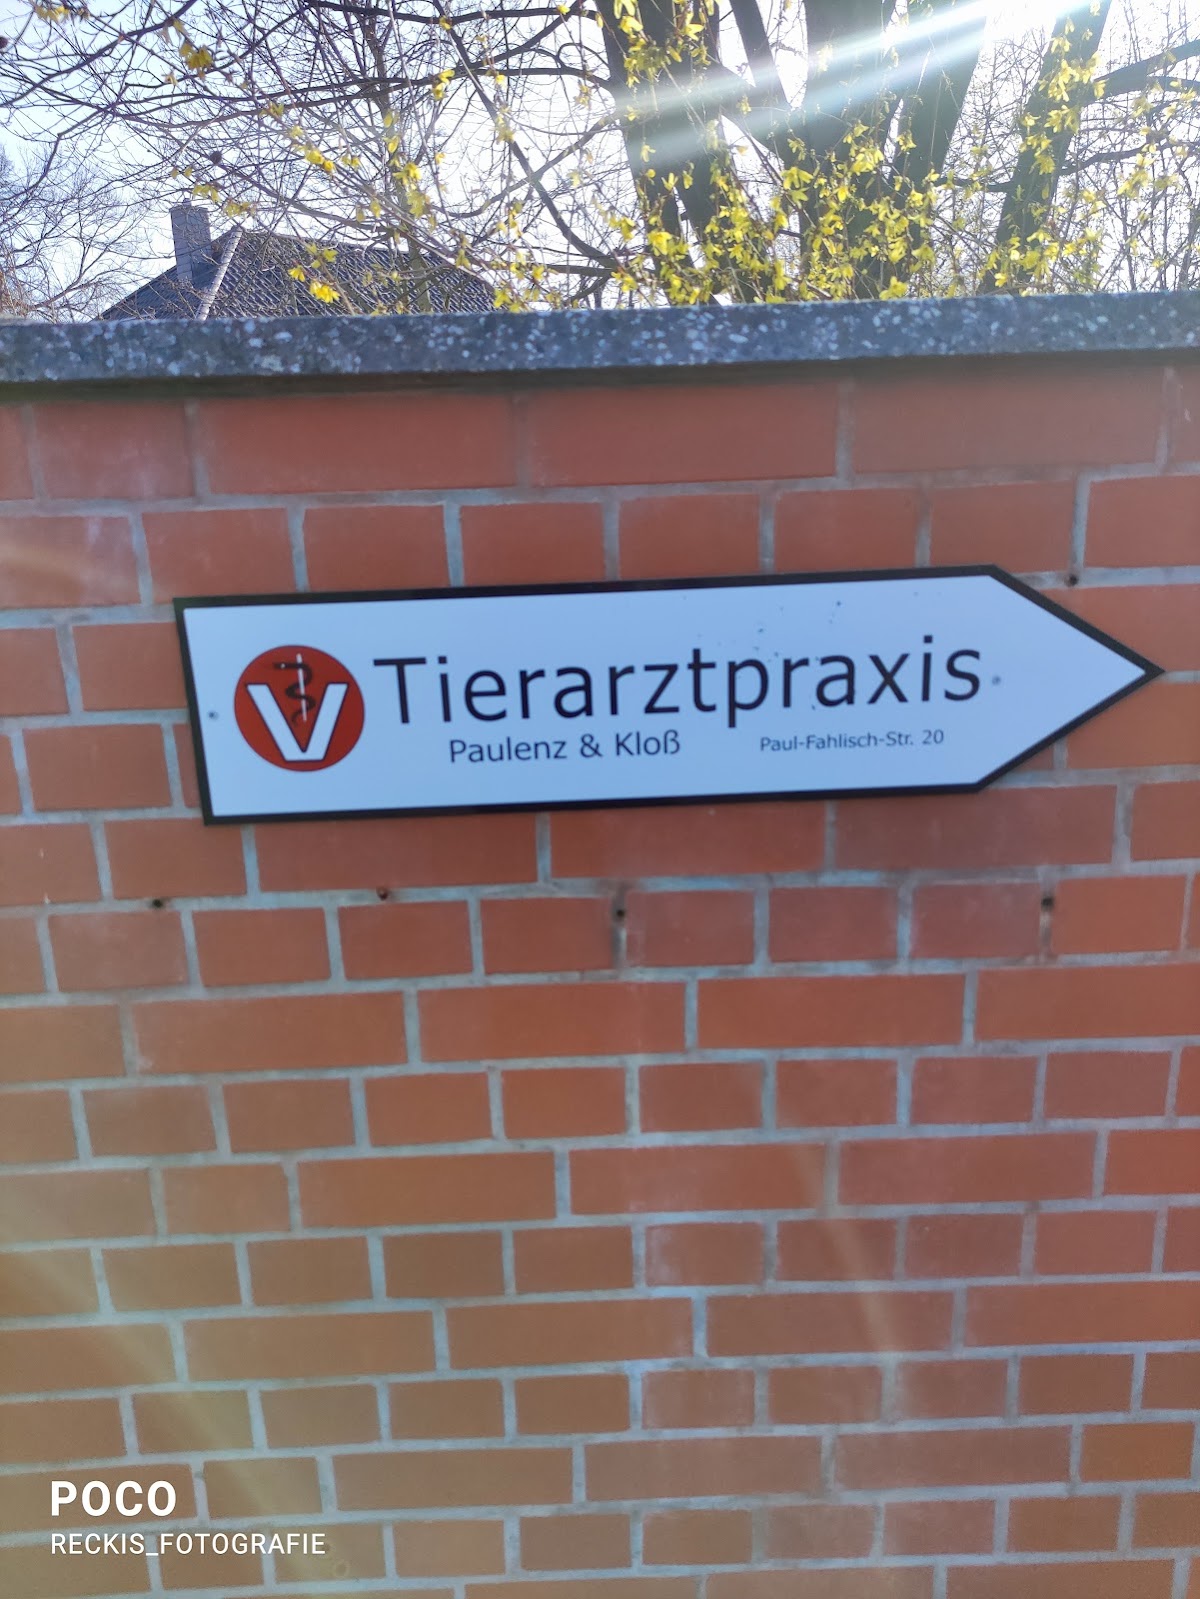 V Tierarztpraxis
Paulenz & Kloß Paul-Fahlisch-Str. 20
POCO
RECKIS_FOTOGRAFIE